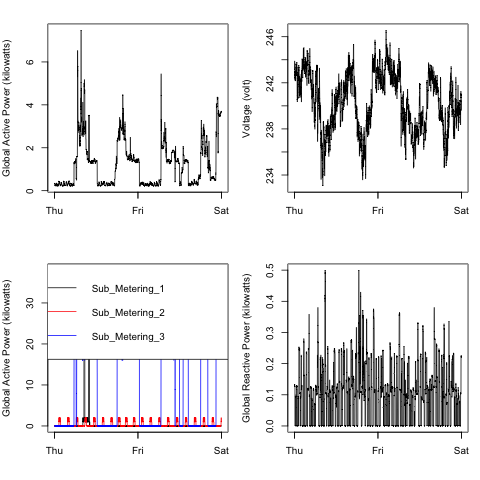 Global Active Power (kilowatts)
0 2 4 6
Thu Fri Sat
Voltage (volt)
234 238 242 246
Thu Fri Sat
Global Active Power (kilowatts)
0 10 20 30
Sub_Metering_1
Sub_Metering_2
Sub_Metering_3
Thu Fri Sat
Global Reactive Power (kilowatts)
0.0 0.1 0.2 0.3 0.4 0.5
Thu Fri Sat